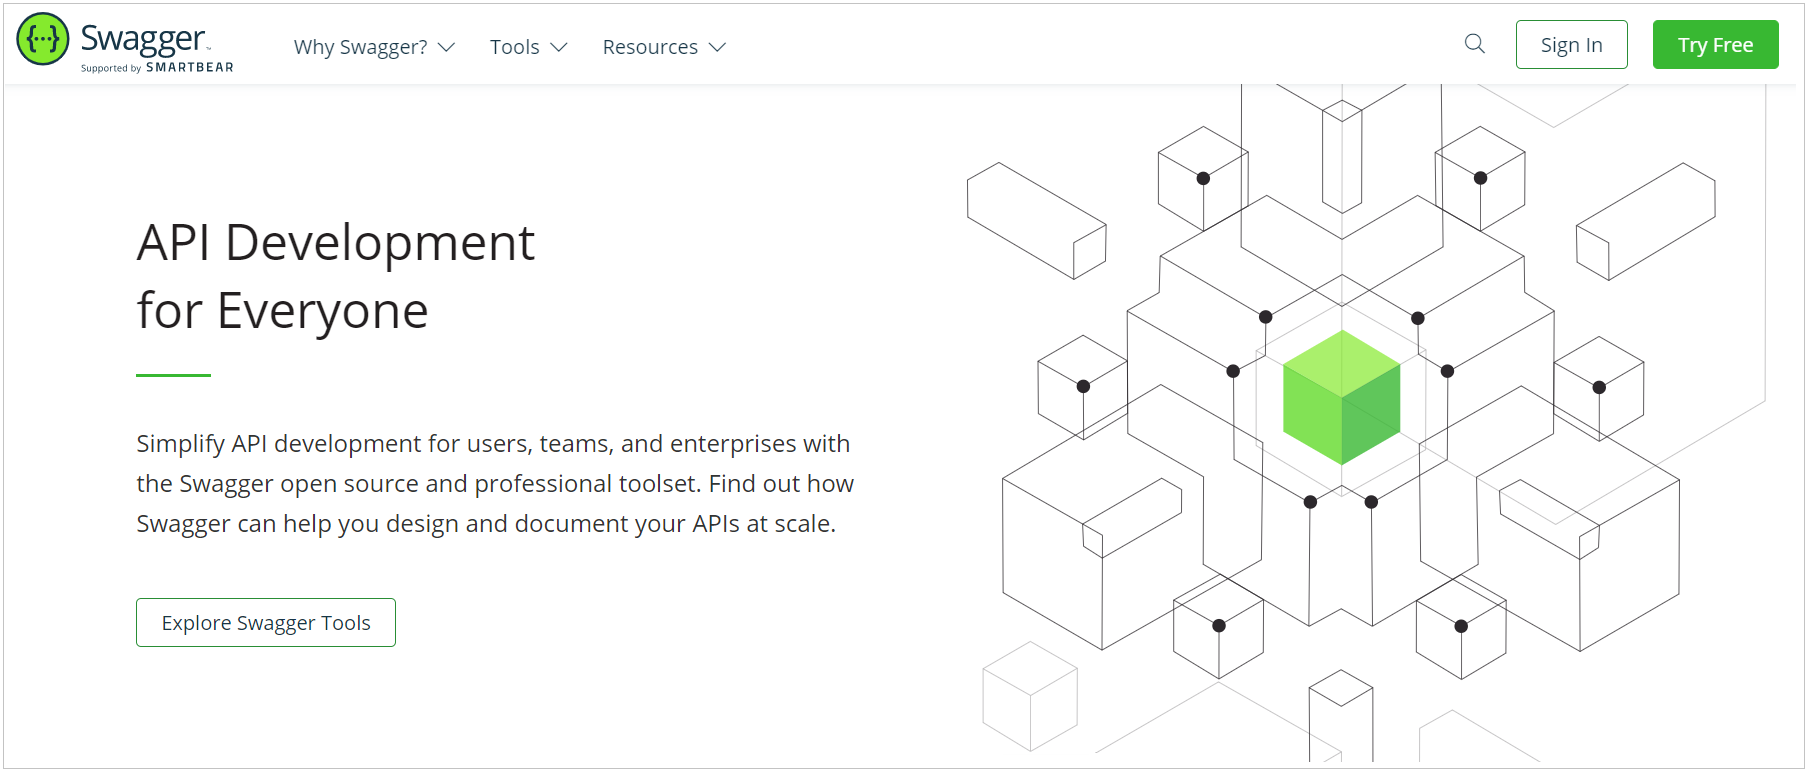 {···} Swagger™
Supported by SMARTBEAR
Why Swagger?
Tools
Resources
Sign In
Try Free
API Development
for Everyone
Simplify API development for users, teams, and enterprises with
the Swagger open source and professional toolset. Find out how
Swagger can help you design and document your APIs at scale.
Explore Swagger Tools